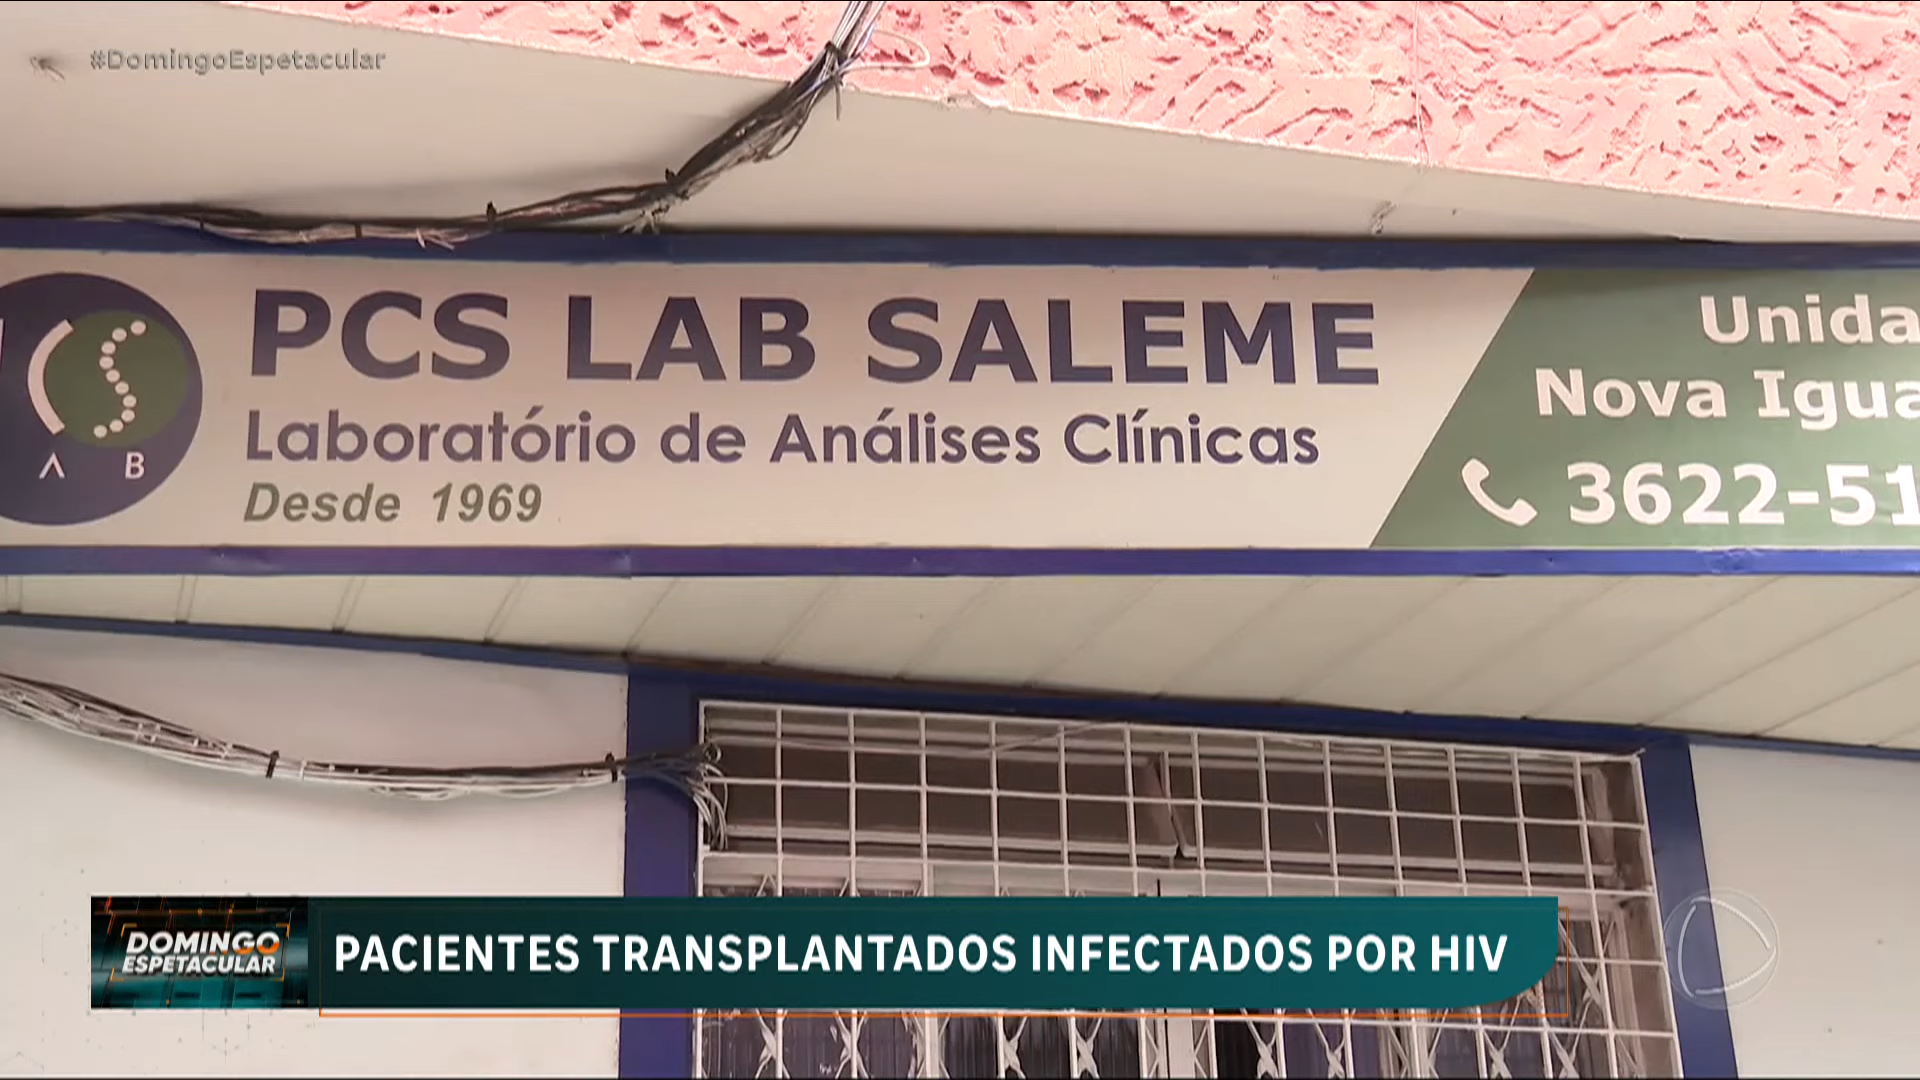 #DomingoEspetacular
PCS LAB SALEME
Laboratório de Análises Clínicas
Desde 1969
A B
Unida
Nova Igua
3622-51
DOMINGO
ESPETACULAR
PACIENTES TRANSPLANTADOS INFECTADOS POR HIV